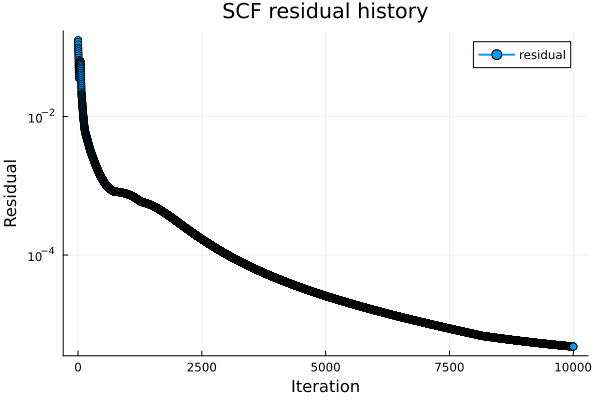 SCF residual history
residual
Residual
10⁻²
10⁻⁴
0 2500 5000 7500 10000
Iteration